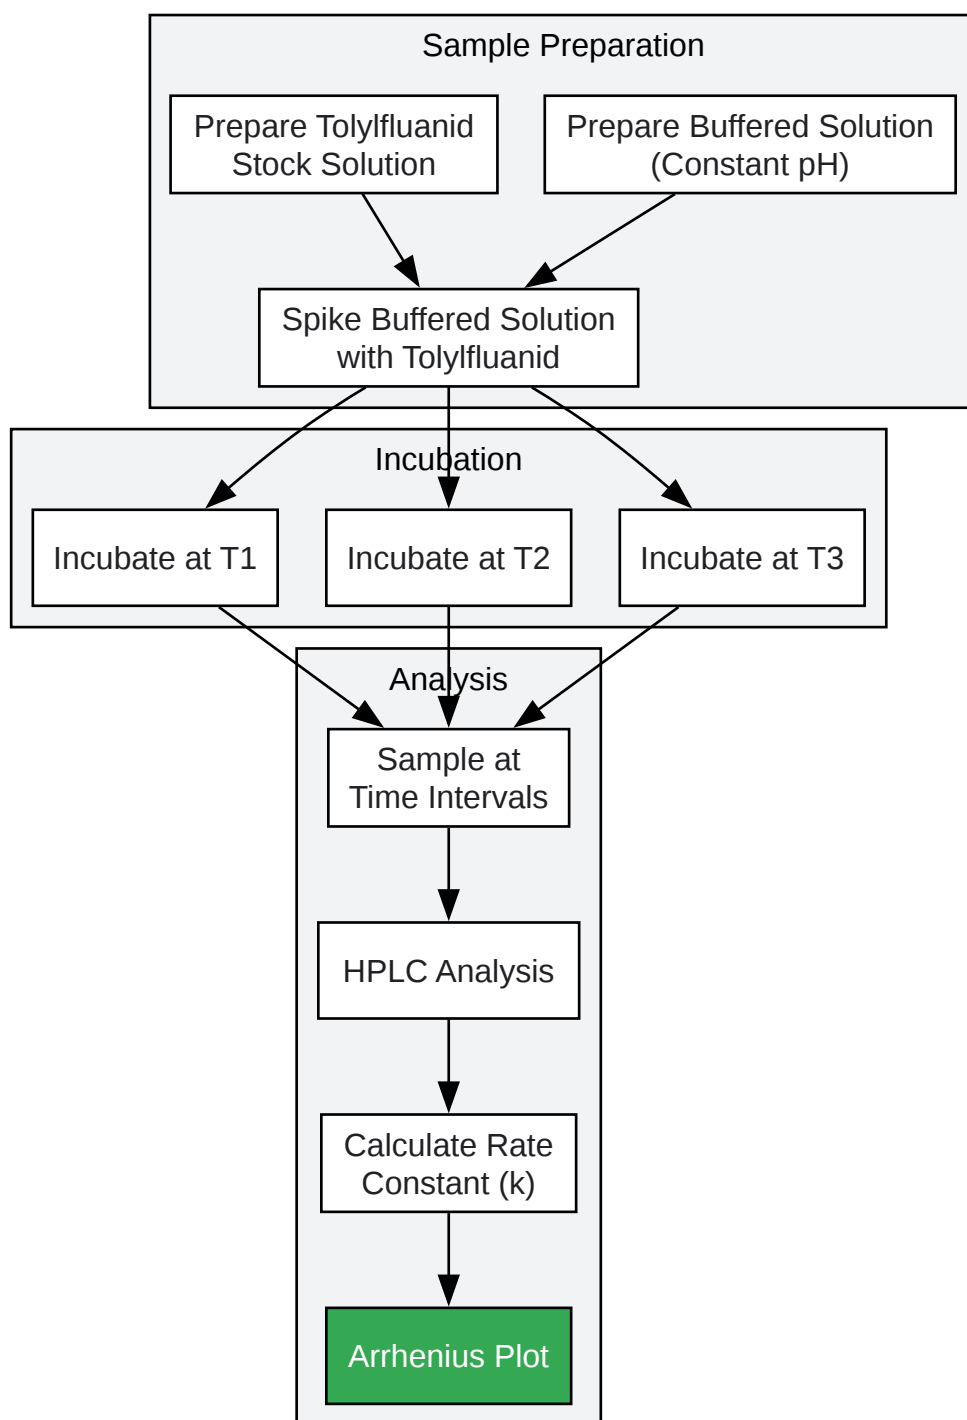 Sample Preparation
Prepare Tolylfluanid
Stock Solution
Prepare Buffered Solution
(Constant pH)
Spike Buffered Solution
with Tolylfluanid
Incubation
Incubate at T1
Incubate at T2
Incubate at T3
Analysis
Sample at
Time Intervals
HPLC Analysis
Calculate Rate
Constant (k)
Arrhenius Plot